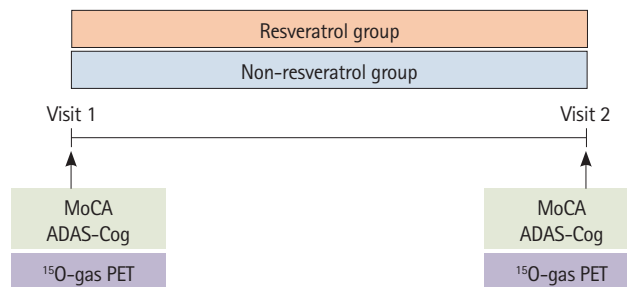 Resveratrol group
Non-resveratrol group
Visit 1
Visit 2
MoCA
ADAS-Cog
¹⁵O-gas PET
MoCA
ADAS-Cog
¹⁵O-gas PET